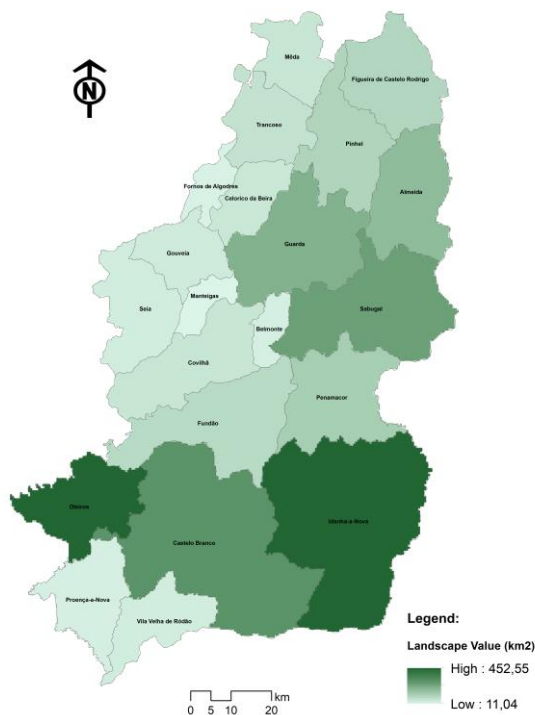 Mêda
Figueira de Castelo Rodrigo
N
Trancoso
Pinhel
Fornos de Algodres
Almeida
Celorico da Beira
Guarda
Gouveia
Manteigas
Seia
Sabugal
Belmonte
Covilhã
Penamacor
Fundão
Oleiros
Idanha-a-Nova
Castelo Branco
Proença-a-Nova
Vila Velha de Ródão
Legend:
Landscape Value (km2)
High : 452,55
Low : 11,04
km
0 5 10 20